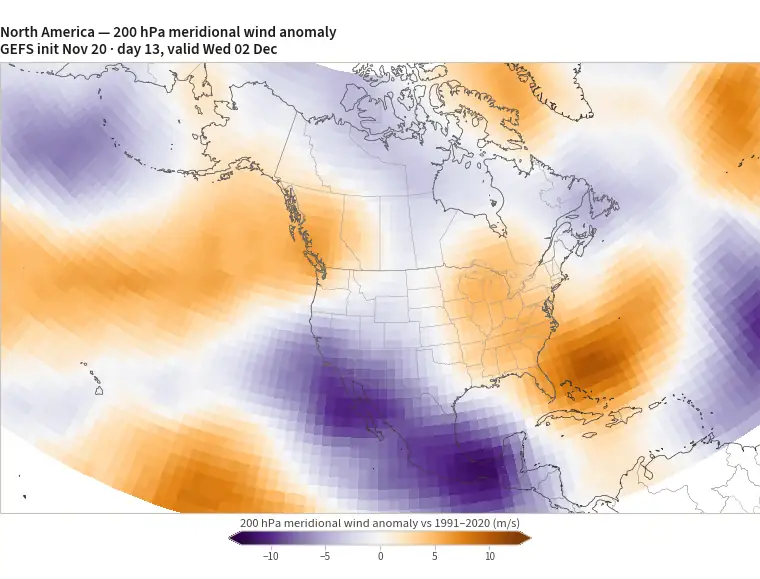 North America — 200 hPa meridional wind anomaly
GEFS init Nov 20 · day 13, valid Wed 02 Dec
200 hPa meridional wind anomaly vs 1991–2020 (m/s)
−10 −5 0 5 10